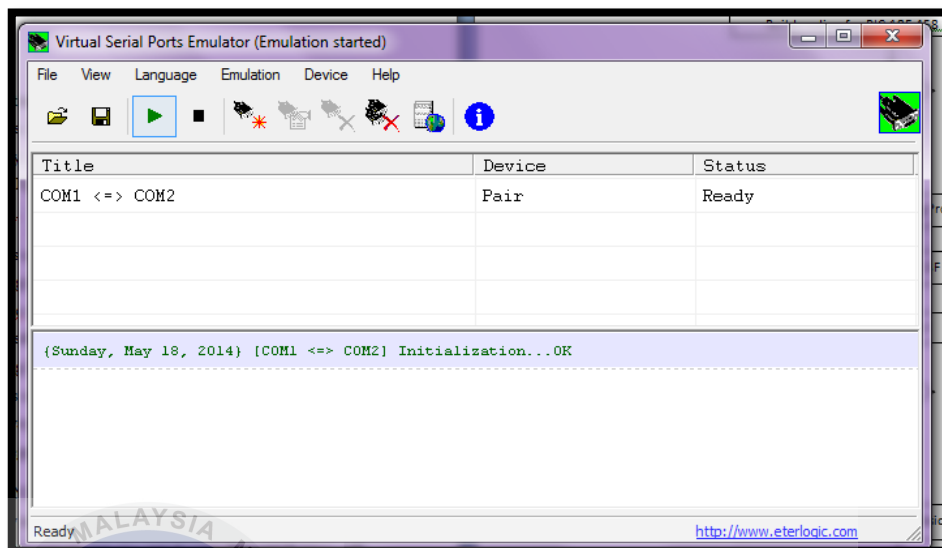 Virtual Serial Ports Emulator (Emulation started)
File View Language Emulation Device Help
Title Device Status
COM1 <=> COM2 Pair Ready
{Sunday, May 18, 2014} [COM1 <=> COM2] Initialization...OK
Ready http://www.eterlogic.com
MALAYSIA